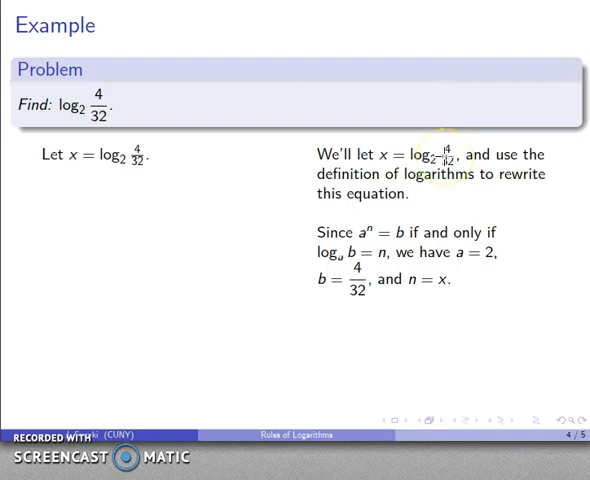 Example
Problem
Find: log₂ 4/32.
Let x = log₂ 4/32.
We'll let x = log₂ 4/32, and use the
definition of logarithms to rewrite
this equation.
Since aⁿ = b if and only if
logₐ b = n, we have a = 2,
b = 4/32, and n = x.
(CUNY)
Rules of Logarithms
4 / 5
RECORDED WITH
SCREENCAST MATIC